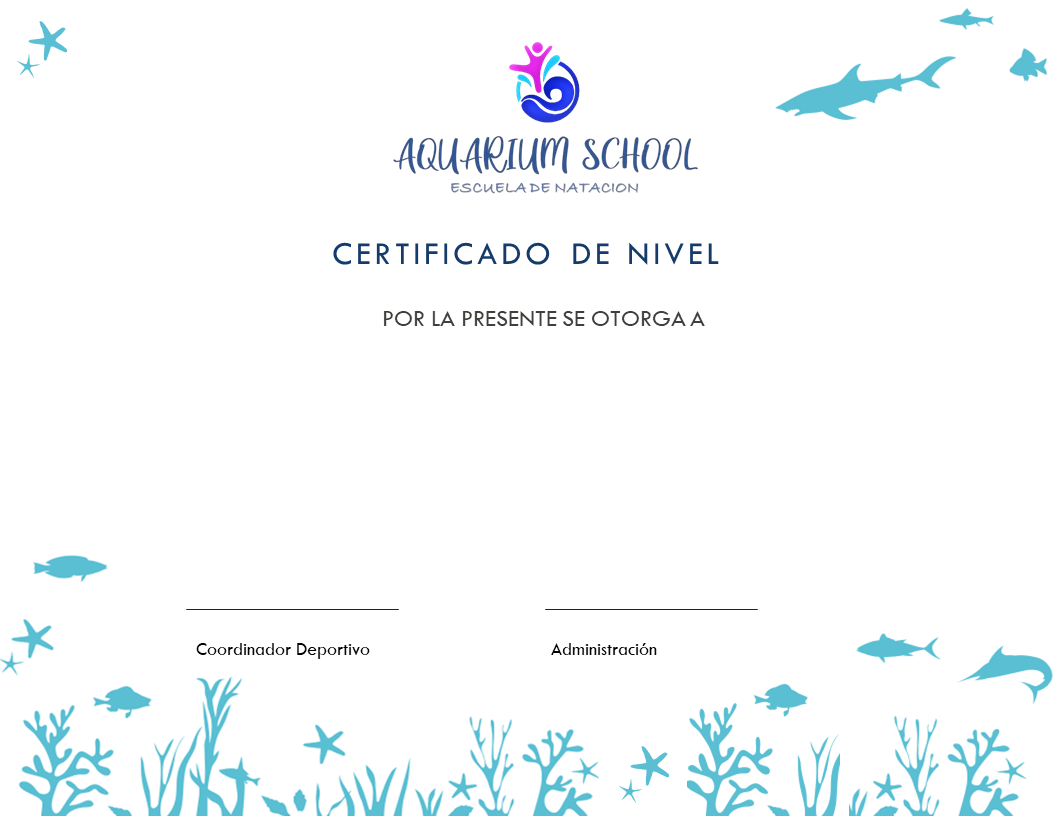 AQUARIUM SCHOOL
ESCUELA DE NATACION
CERTIFICADO DE NIVEL
POR LA PRESENTE SE OTORGA A
Coordinador Deportivo
Administración